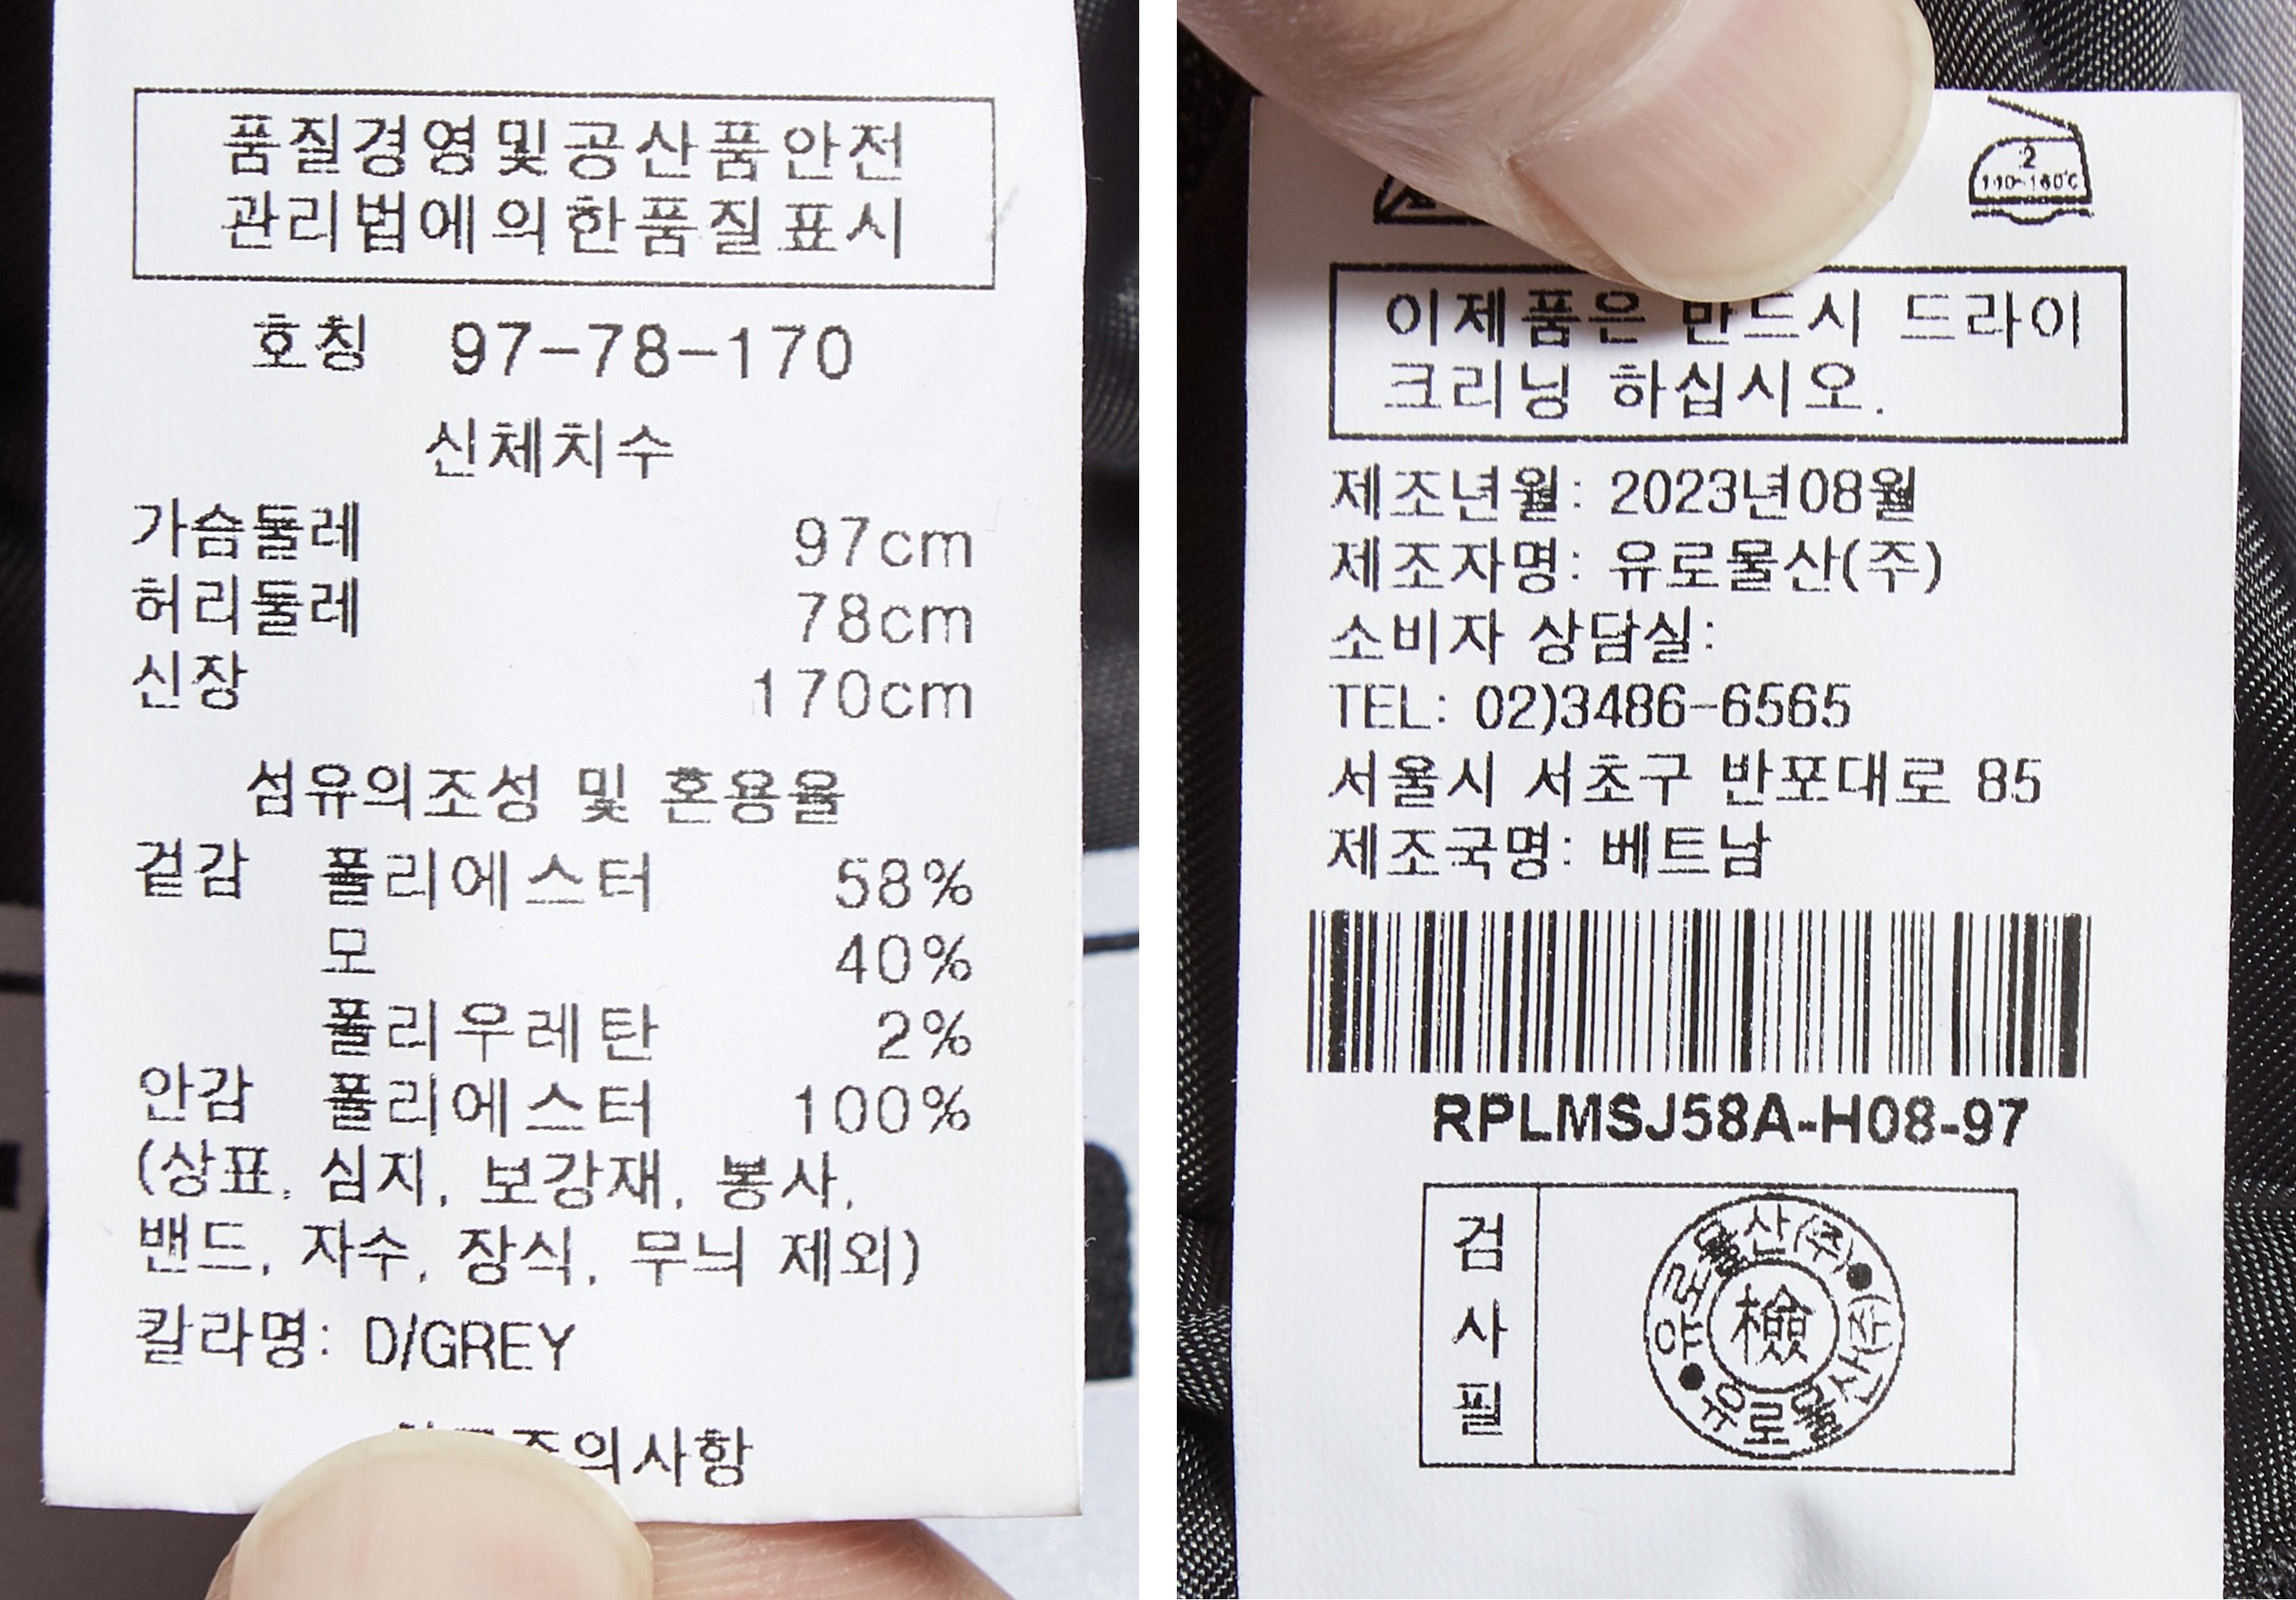 품질경영및공산품안전
관리법에의한품질표시
호칭 97-78-170
신체치수
가슴둘레 97cm
허리둘레 78cm
신장 170cm
섬유의조성 및 혼용율
겉감 폴리에스터 58%
모 40%
폴리우레탄 2%
안감 폴리에스터 100%
(상표, 심지, 보강재, 봉사,
밴드, 자수, 장식, 무늬 제외)
칼라명: D/GREY
주의사항
2
110~160℃
이제품은 반드시 드라이
크리닝 하십시오.
제조년월: 2023년08월
제조자명: 유로물산(주)
소비자 상담실:
TEL: 02)3486-6565
서울시 서초구 반포대로 85
제조국명: 베트남
RPLMSJ58A-H08-97
검사필
유로물산
檢